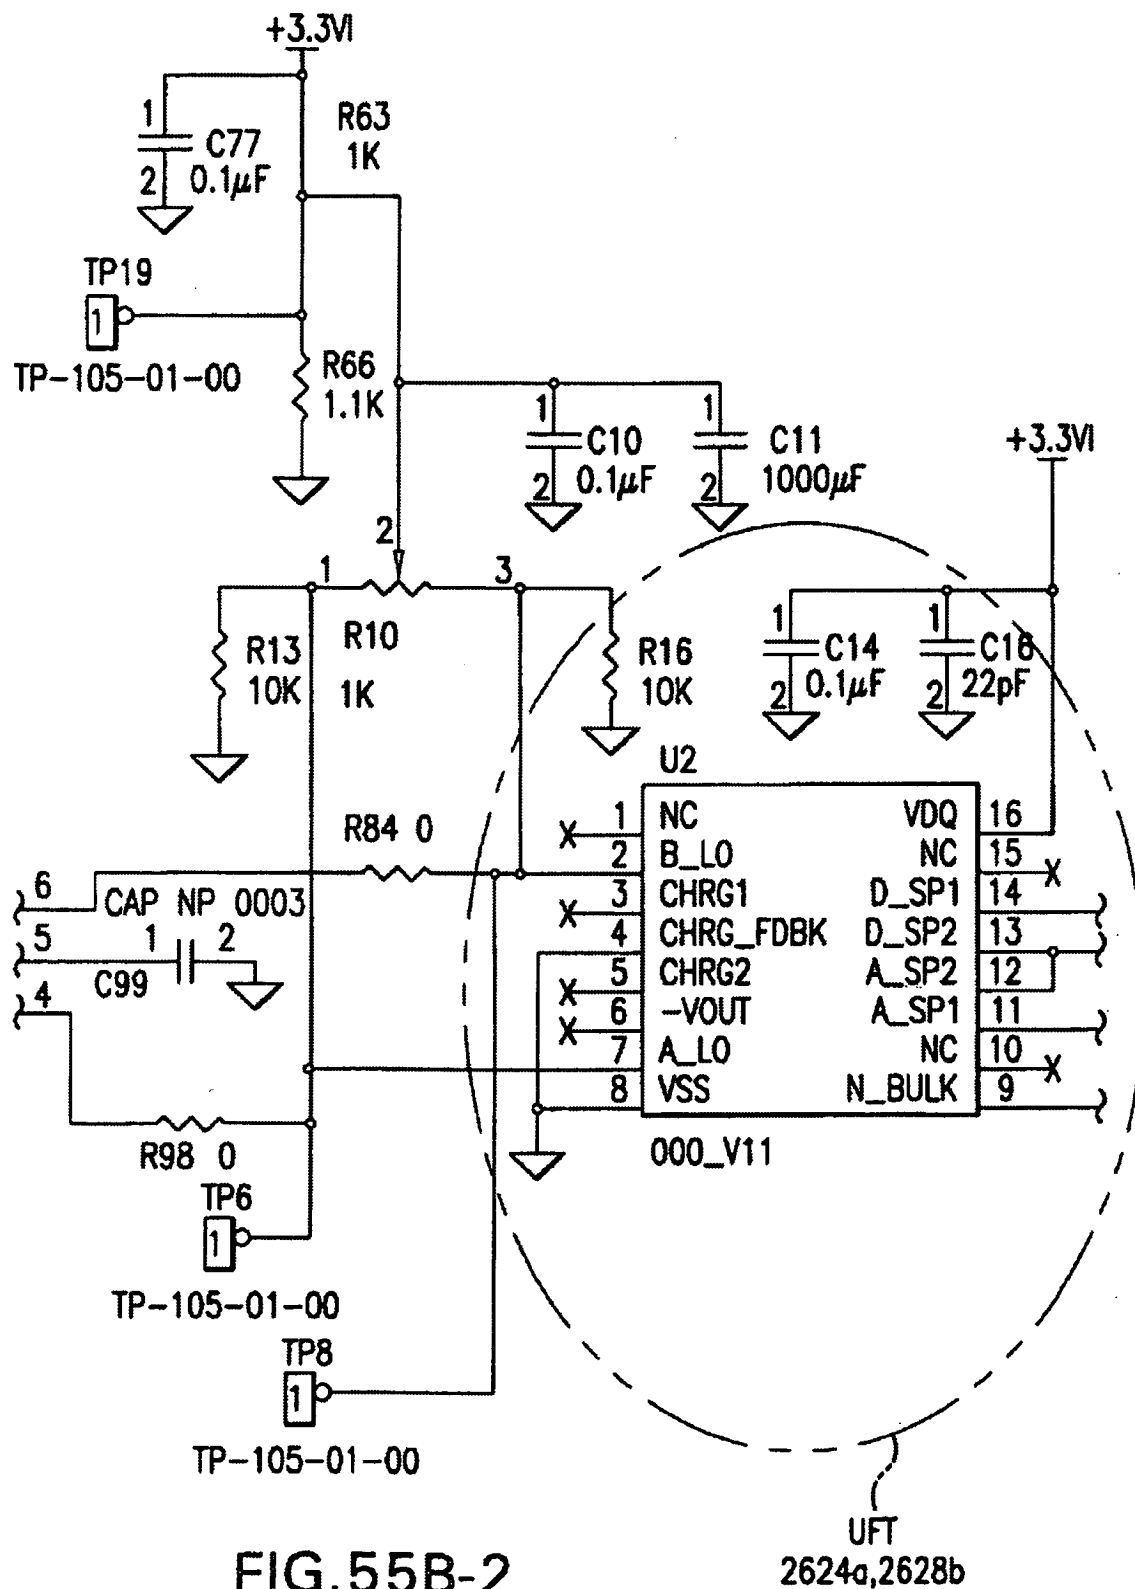 +3.3VI
1
C77
R63
1K
2
0.1µF
TP19
1
TP-105-01-00
R66
1.1K
1
C10
2
0.1µF
1
C11
2
1000µF
+3.3VI
2
1
3
R13
10K
R10
1K
R16
10K
1
C14
2
0.1µF
1
C16
2
22pF
U2
R84 0
1 NC
VDQ 16
2 B_LO
NC 15
3 CHRG1
D_SP1 14
4 CHRG_FDBK
D_SP2 13
5 CHRG2
A_SP2 12
6 -VOUT
A_SP1 11
7 A_LO
NC 10
8 VSS
N_BULK 9
000_V11
6
CAP NP 0003
5
1
2
C99
4
R98 0
TP6
1
TP-105-01-00
TP8
1
TP-105-01-00
UFT
2624a,2628b
FIG.55B-2